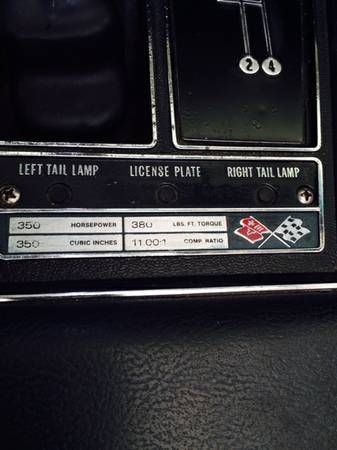 2 4
LEFT TAIL LAMP LICENSE PLATE RIGHT TAIL LAMP
350 HORSEPOWER 380 LBS. FT. TORQUE
350 CUBIC INCHES 11.00:1 COMP. RATIO